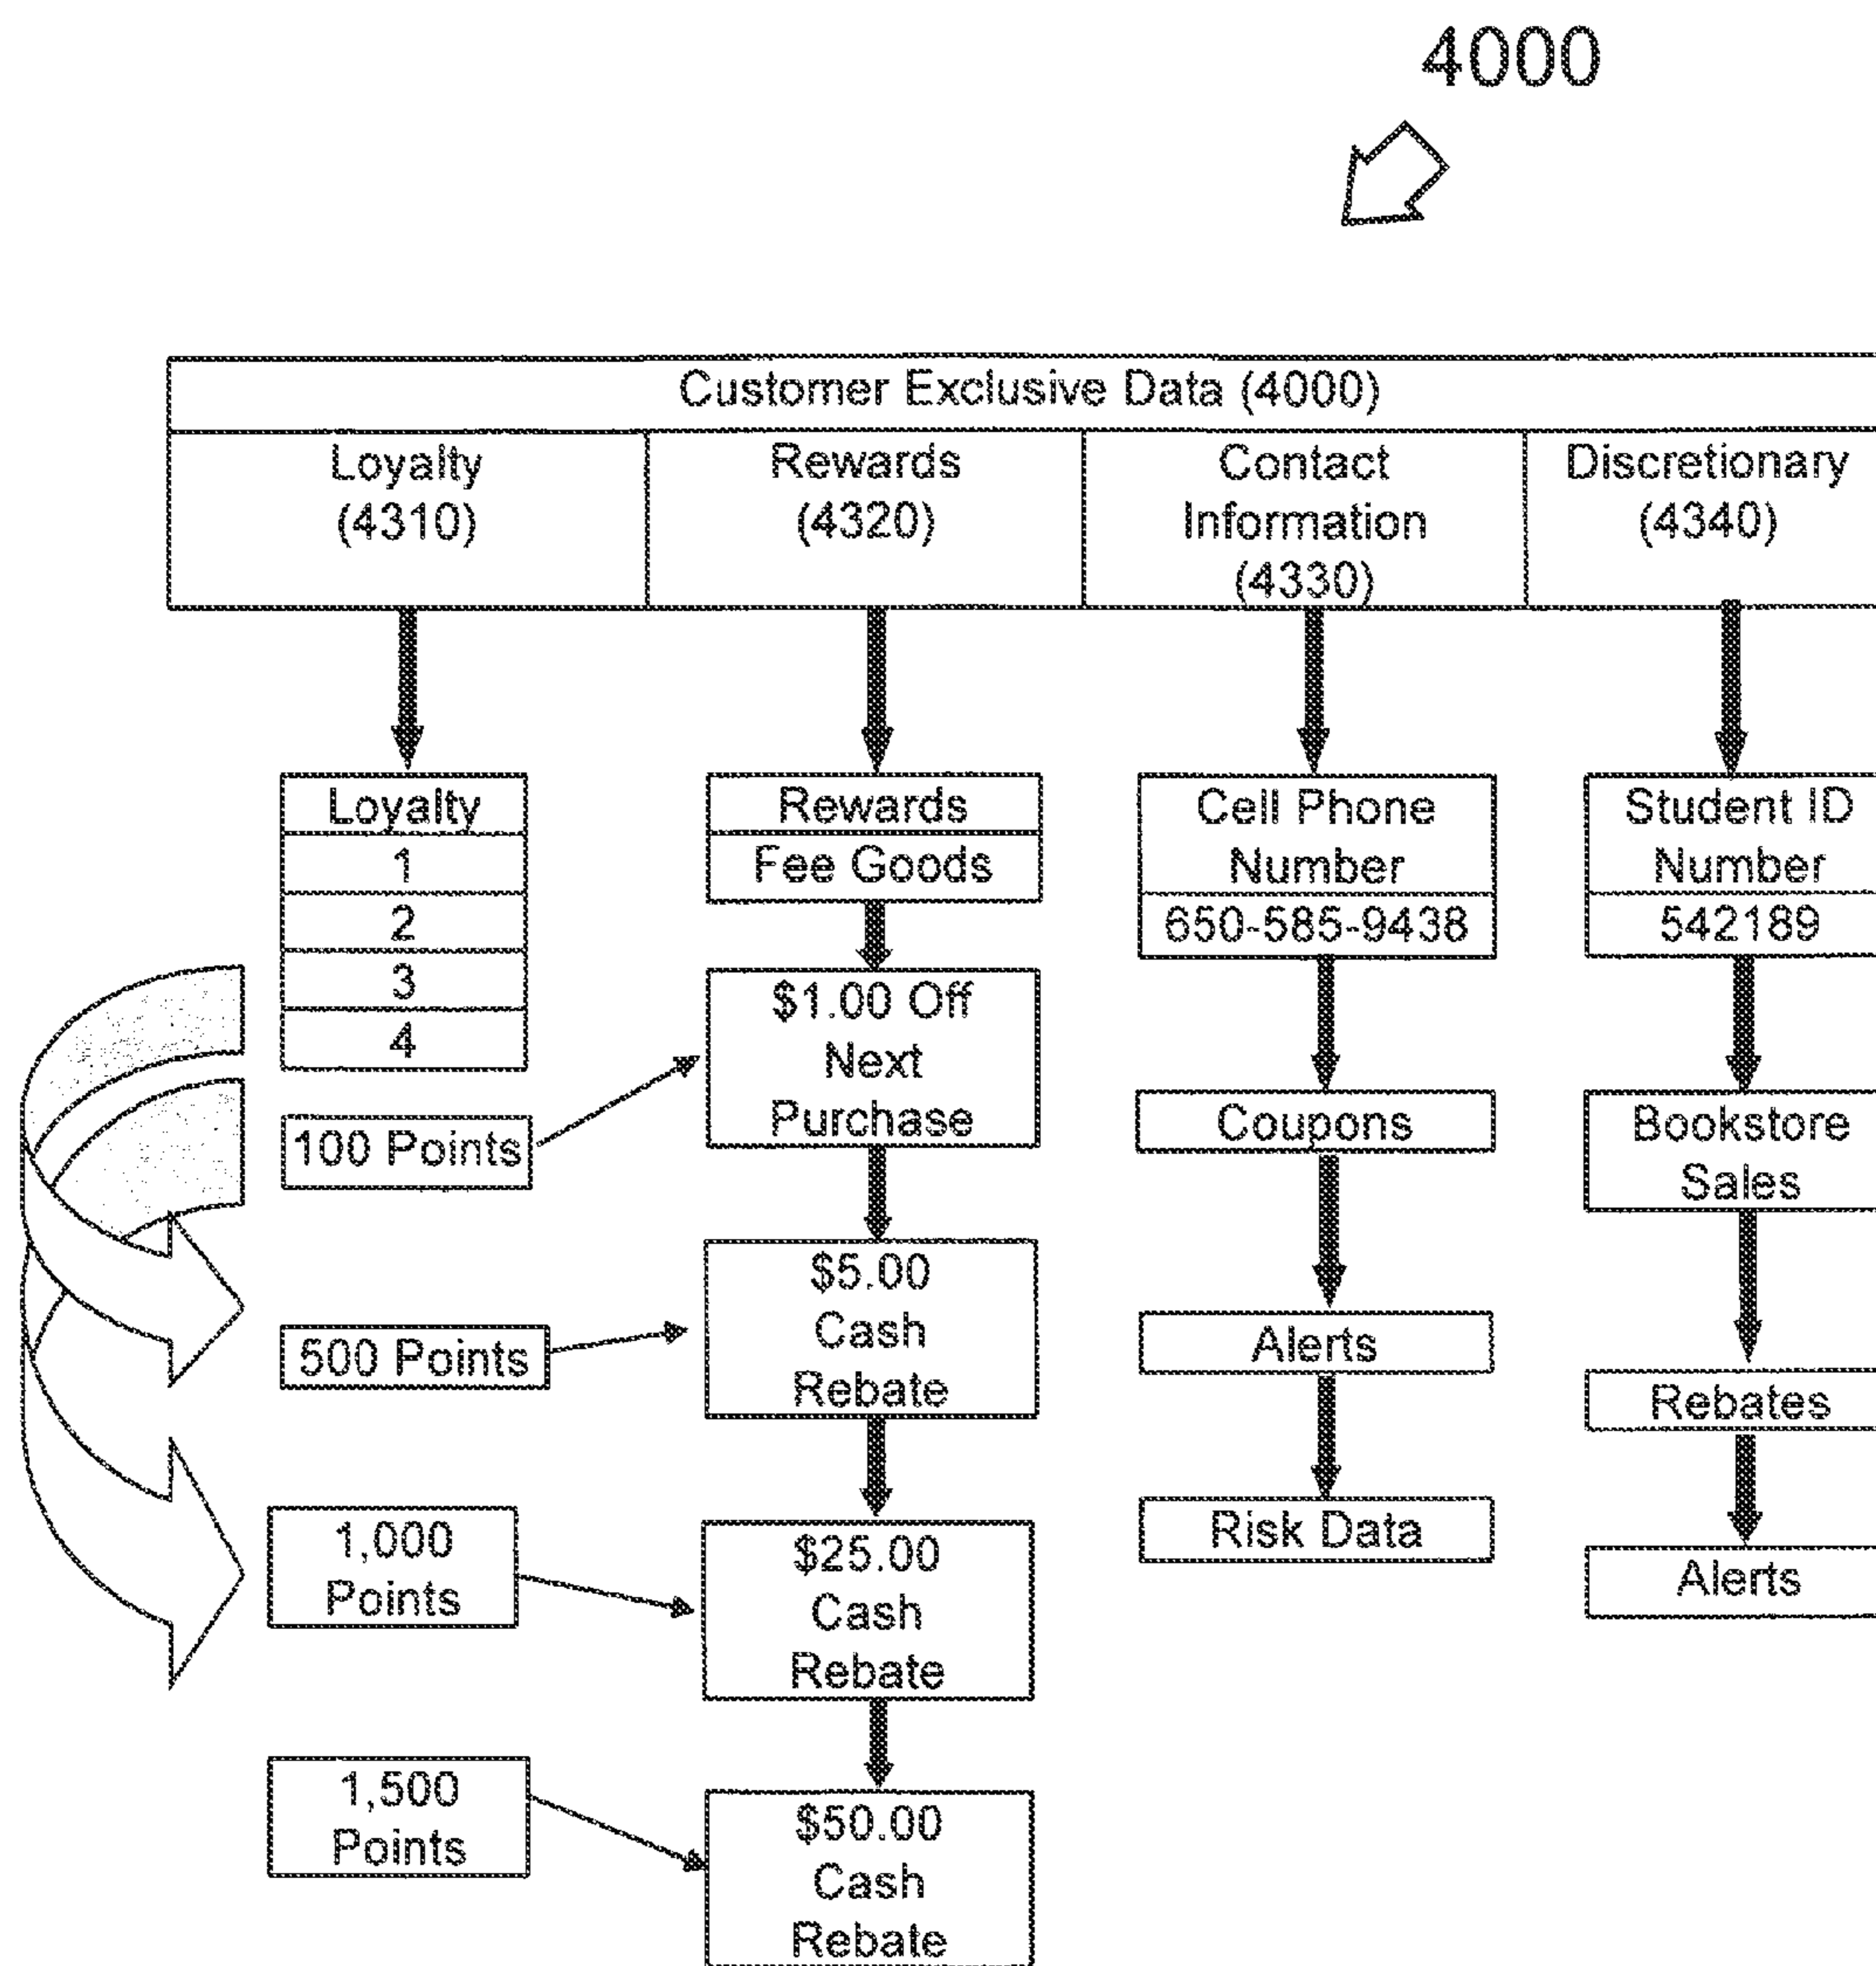 4000
Customer Exclusive Data (4000)
Loyalty
(4310)
Rewards
(4320)
Contact
Information
(4330)
Discretionary
(4340)
Loyalty
1
2
3
4
100 Points
500 Points
1,000
Points
1,500
Points
Rewards
Fee Goods
$1.00 Off
Next
Purchase
$5.00
Cash
Rebate
$25.00
Cash
Rebate
$50.00
Cash
Rebate
Cell Phone
Number
650-585-9438
Coupons
Alerts
Risk Data
Student ID
Number
542189
Bookstore
Sales
Rebates
Alerts